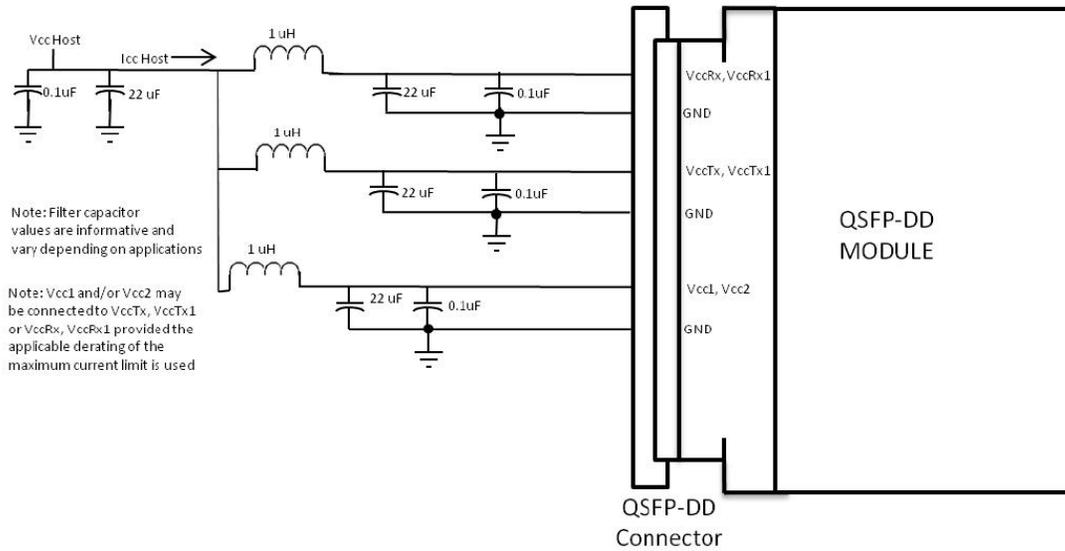 1 uH
Vcc Host
Icc Host
0.1uF
22 uF
22 uF
0.1uF
VccRx, VccRx1
GND
1 uH
22 uF
0.1uF
VccTx, VccTx1
GND
Note: Filter capacitor
values are informative and
vary depending on applications
1 uH
22 uF
0.1uF
Vcc1, Vcc2
GND
Note: Vcc1 and/or Vcc2 may
be connected to VccTx, VccTx1
or VccRx, VccRx1 provided the
applicable derating of the
maximum current limit is used
QSFP-DD
MODULE
QSFP-DD
Connector